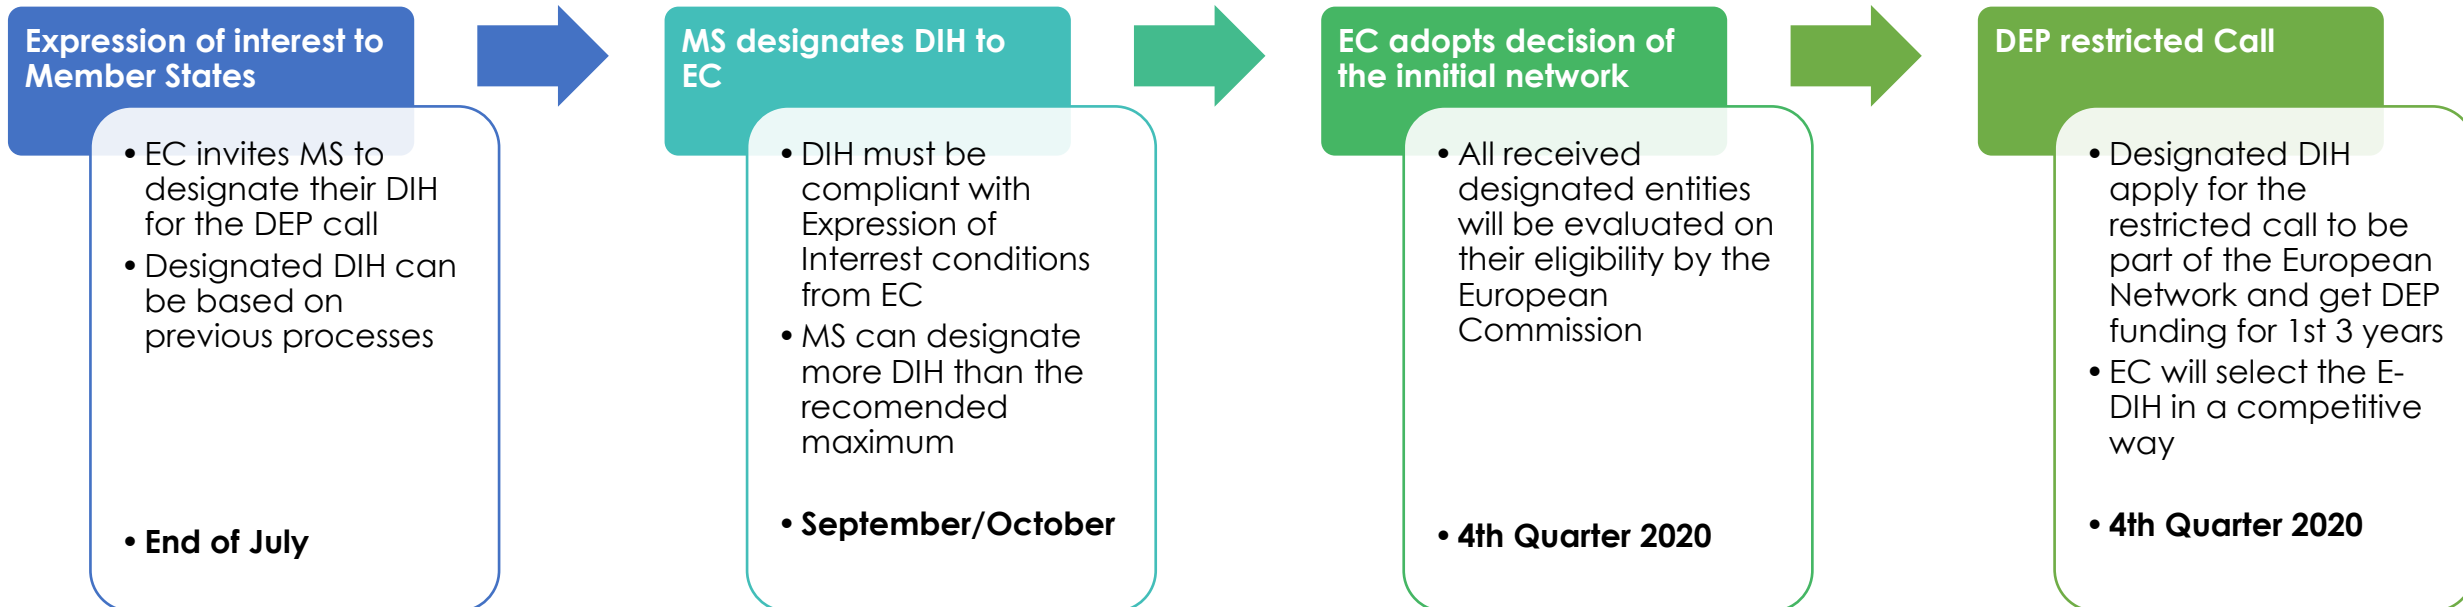 Expression of interest to
Member States
• EC invites MS to
designate their DIH
for the DEP call
• Designated DIH can
be based on
previous processes
• End of July
MS designates DIH to
EC
• DIH must be
compliant with
Expression of
Interrest conditions
from EC
• MS can designate
more DIH than the
recomended
maximum
• September/October
EC adopts decision of
the innitial network
• All received
designated entities
will be evaluated on
their eligibility by the
European
Commission
• 4th Quarter 2020
DEP restricted Call
• Designated DIH
apply for the
restricted call to be
part of the European
Network and get DEP
funding for 1st 3 years
• EC will select the E-
DIH in a competitive
way
• 4th Quarter 2020